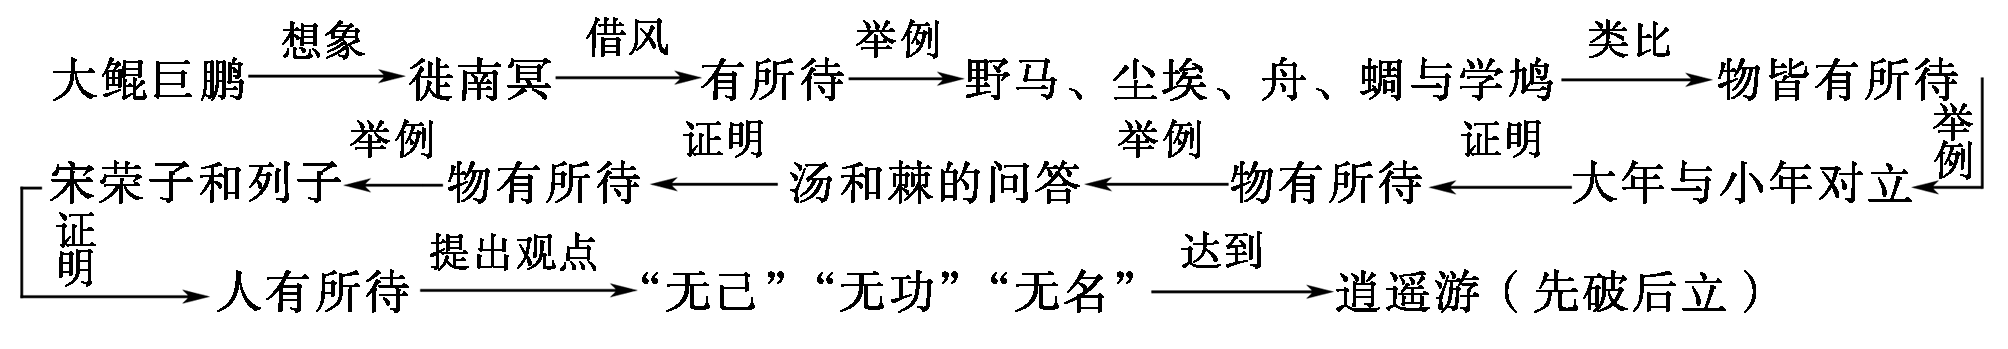 想象 借风 举例 类比
大鲲巨鹏 徙南冥 有所待 野马、尘埃、舟、蜩与学鸠 物皆有所待
举例
举例 证明 举例 证明
宋荣子和列子 物有所待 汤和棘的问答 物有所待 大年与小年对立
证明
提出观点 达到
人有所待 “无己”“无功”“无名” 逍遥游（先破后立）